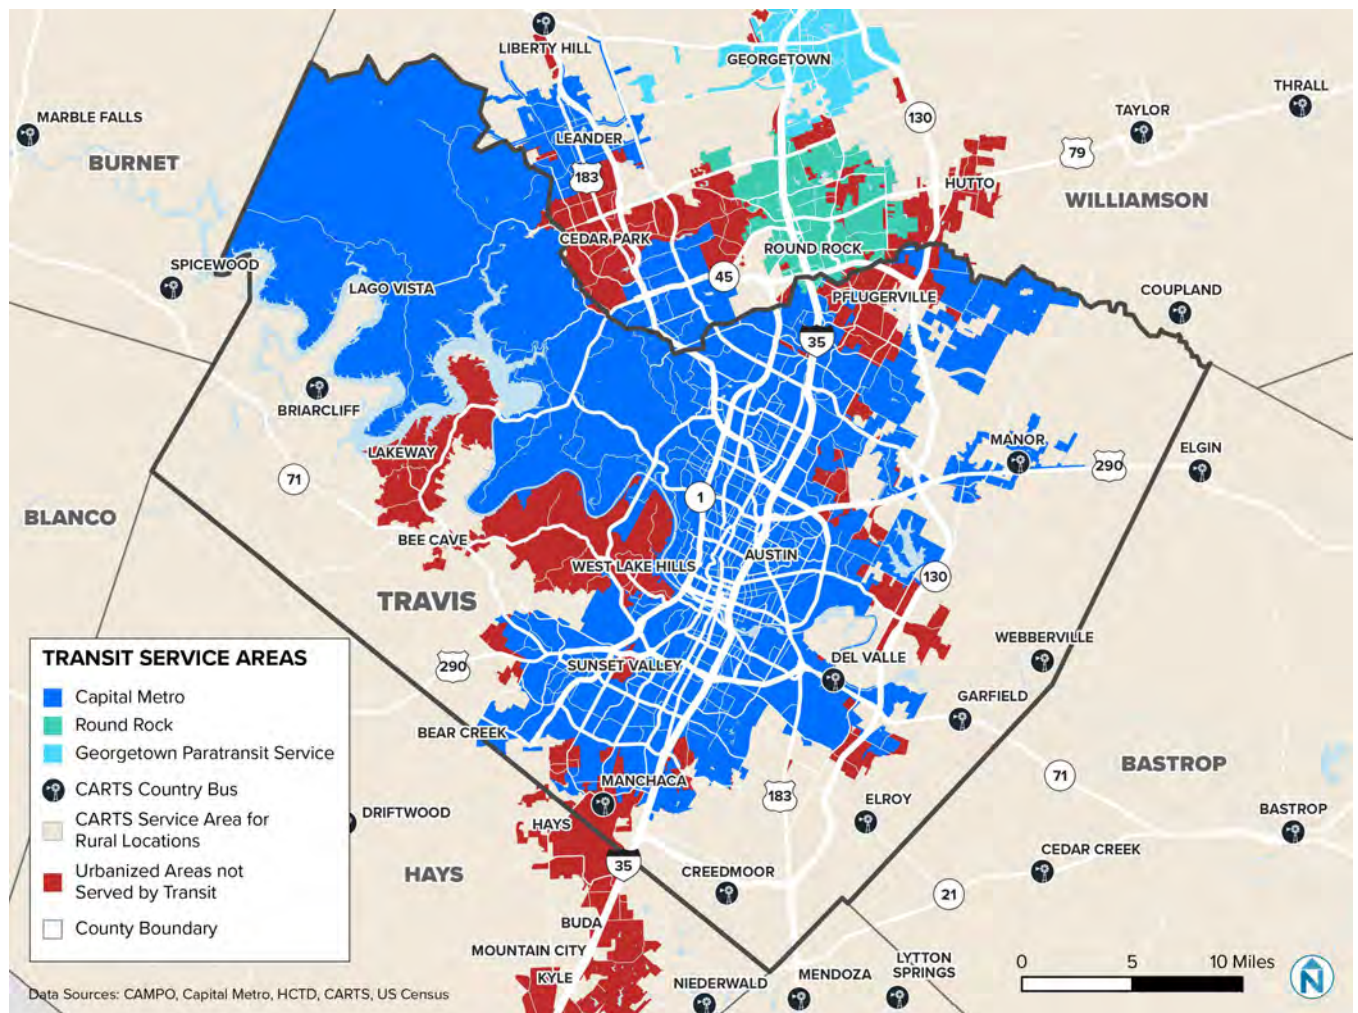 LIBERTY HILL
GEORGETOWN
THRALL
TAYLOR
MARBLE FALLS
130
LEANDER
BURNET
79
183
HUTTO
WILLIAMSON
CEDAR PARK
ROUND ROCK
SPICEWOOD
45
LAGO VISTA
PFLUGERVILLE
COUPLAND
35
BRIARCLIFF
MANOR
ELGIN
LAKEWAY
290
71
1
BLANCO
BEE CAVE
AUSTIN
WEST LAKE HILLS
130
TRAVIS
WEBBERVILLE
TRANSIT SERVICE AREAS
Capital Metro
Round Rock
Georgetown Paratransit Service
CARTS Country Bus
CARTS Service Area for
Rural Locations
Urbanized Areas not
Served by Transit
County Boundary
290
SUNSET VALLEY
DEL VALLE
GARFIELD
BEAR CREEK
BASTROP
71
MANCHACA
183
ELROY
BASTROP
DRIFTWOOD
HAYS
CEDAR CREEK
HAYS
35
CREEDMOOR
21
BUDA
MOUNTAIN CITY
KYLE
NIEDERWALD
MENDOZA
LYTTON
SPRINGS
0 5 10 Miles
N
Data Sources: CAMPO, Capital Metro, HCTD, CARTS, US Census